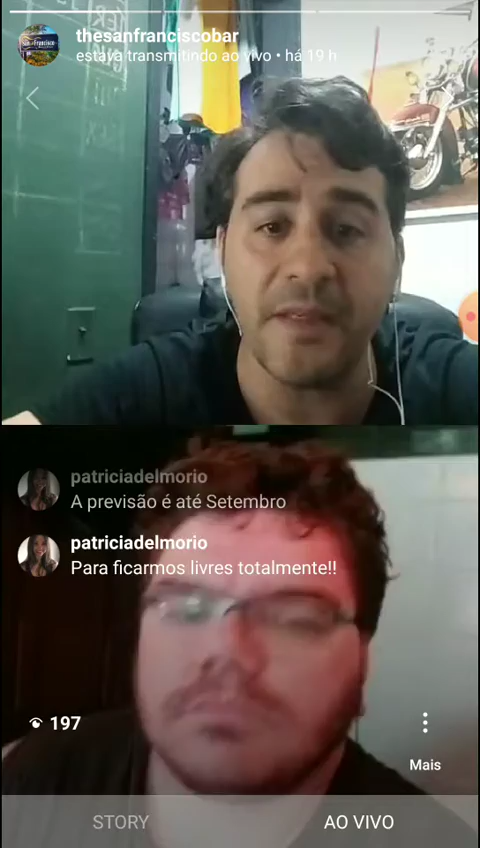 thesanfranciscobar
estava transmitindo ao vivo • há 19 h
patriciadelmorio
A previsão é até Setembro
patriciadelmorio
Para ficarmos livres totalmente!!
197
Mais
STORY
AO VIVO